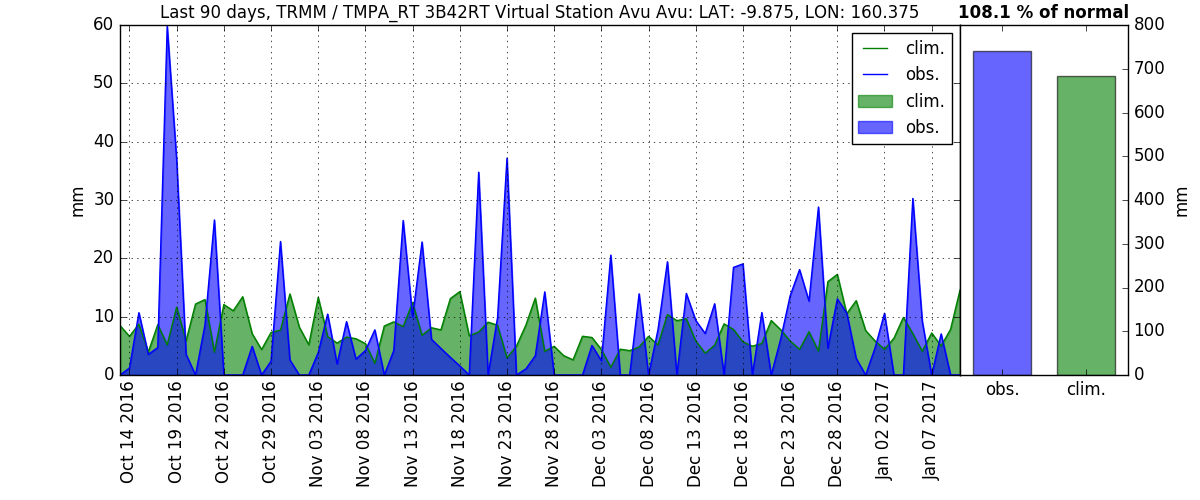 Last 90 days, TRMM / TMPA_RT 3B42RT Virtual Station Avu Avu: LAT: -9.875, LON: 160.375
108.1 % of normal
60
50
40
30
20
10
0
mm
clim.
obs.
clim.
obs.
800
700
600
500
400
300
200
100
0
mm
Oct 14 2016
Oct 19 2016
Oct 24 2016
Oct 29 2016
Nov 03 2016
Nov 08 2016
Nov 13 2016
Nov 18 2016
Nov 23 2016
Nov 28 2016
Dec 03 2016
Dec 08 2016
Dec 13 2016
Dec 18 2016
Dec 23 2016
Dec 28 2016
Jan 02 2017
Jan 07 2017
obs.
clim.